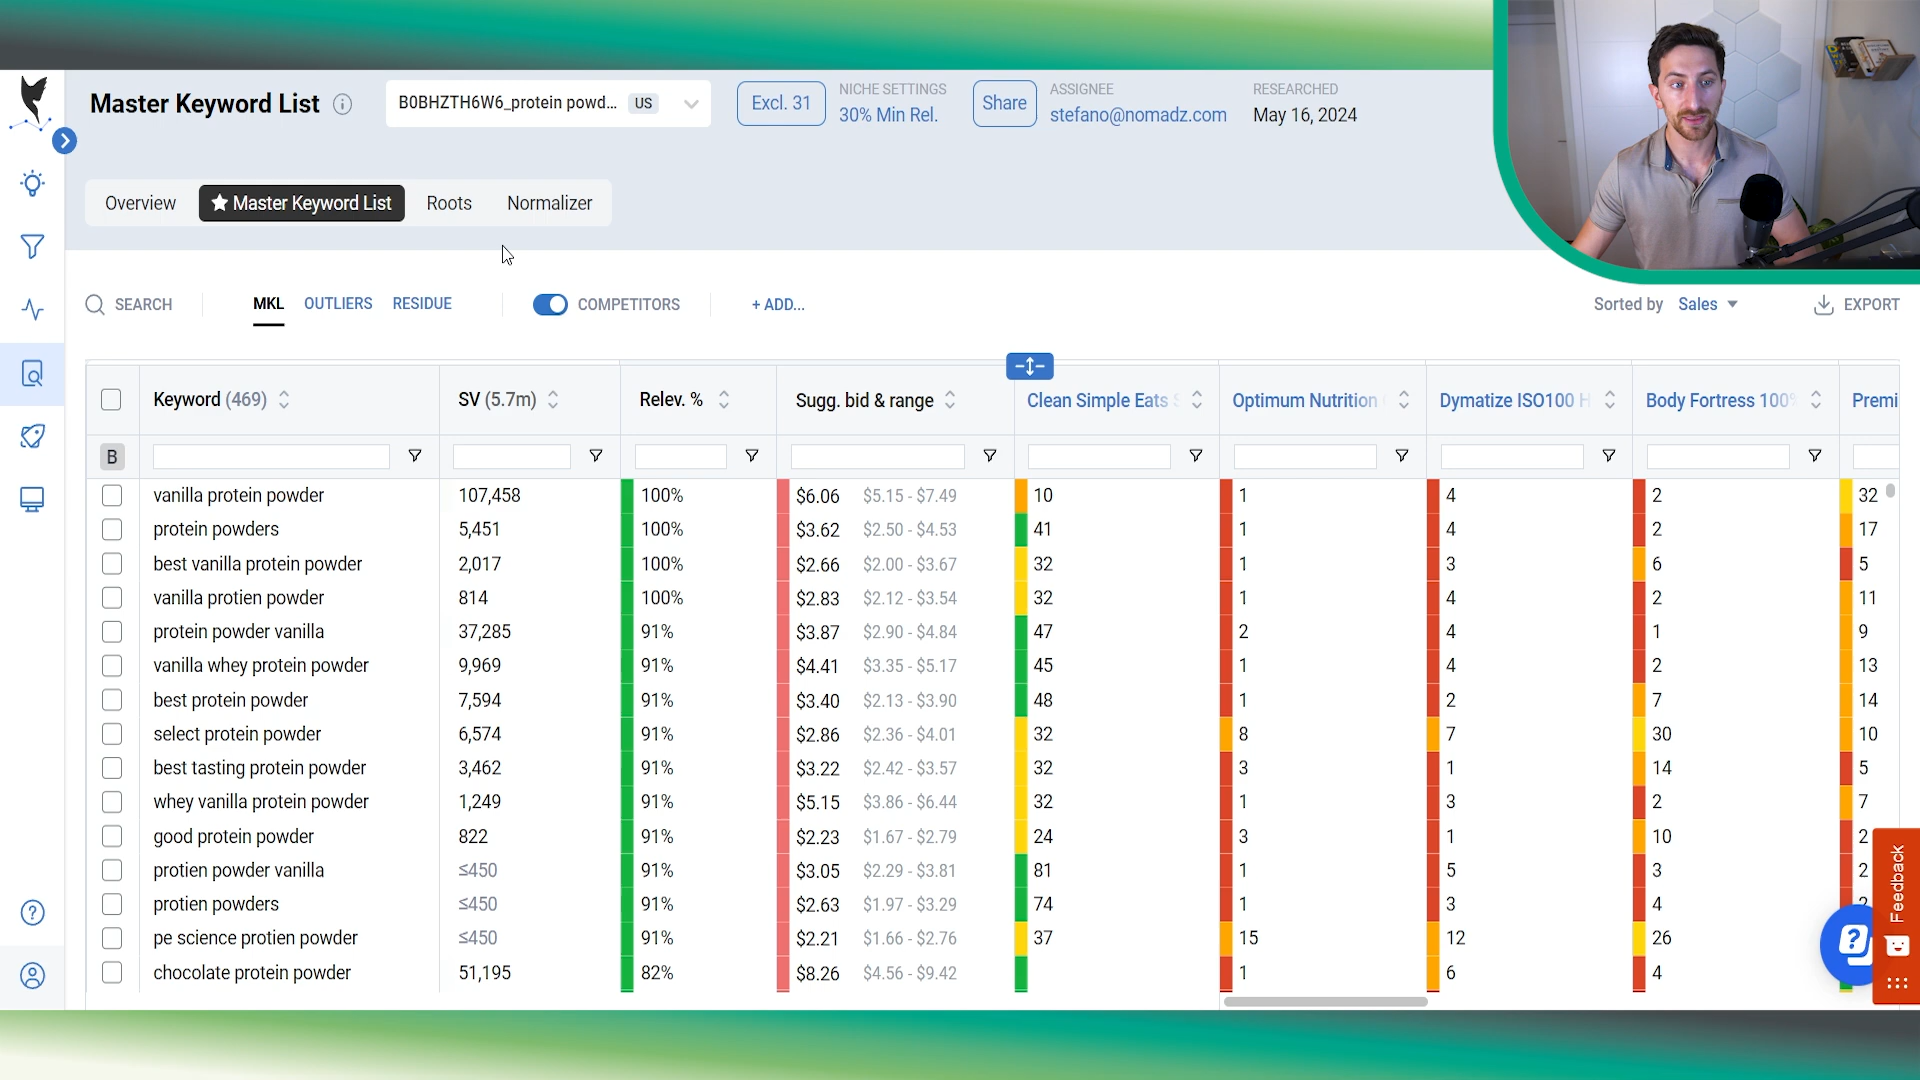 Master Keyword List
B0BHZTH6W6_protein powd... US
Excl. 31
NICHE SETTINGS
30% Min Rel.
Share
ASSIGNEE
stefano@nomadz.com
RESEARCHED
May 16, 2024
Overview
Master Keyword List
Roots
Normalizer
SEARCH
MKL
OUTLIERS
RESIDUE
COMPETITORS
+ ADD...
Sorted by Sales
EXPORT
Keyword (469) SV (5.7m) Relev. % Sugg. bid & range Clean Simple Eats Optimum Nutrition Dymatize ISO100 H Body Fortress 100% Premi
B
vanilla protein powder 107,458 100% $6.06 $5.15 - $7.49 10 1 4 2 32
protein powders 5,451 100% $3.62 $2.50 - $4.53 41 1 4 2 17
best vanilla protein powder 2,017 100% $2.66 $2.00 - $3.67 32 1 3 6 5
vanilla protien powder 814 100% $2.83 $2.12 - $3.54 32 1 4 2 11
protein powder vanilla 37,285 91% $3.87 $2.90 - $4.84 47 2 4 1 9
vanilla whey protein powder 9,969 91% $4.41 $3.35 - $5.17 45 1 4 2 13
best protein powder 7,594 91% $3.40 $2.13 - $3.90 48 1 2 7 14
select protein powder 6,574 91% $2.86 $2.36 - $4.01 32 8 7 30 10
best tasting protein powder 3,462 91% $3.22 $2.42 - $3.57 32 3 1 14 5
whey vanilla protein powder 1,249 91% $5.15 $3.86 - $6.44 32 1 3 2 7
good protein powder 822 91% $2.23 $1.67 - $2.79 24 3 1 10 2
protien powder vanilla ≤450 91% $3.05 $2.29 - $3.81 81 1 5 3 2
protien powders ≤450 91% $2.63 $1.97 - $3.29 74 1 3 4 2
pe science protien powder ≤450 91% $2.21 $1.66 - $2.76 37 15 12 26
chocolate protein powder 51,195 82% $8.26 $4.56 - $9.42 1 6 4
Feedback